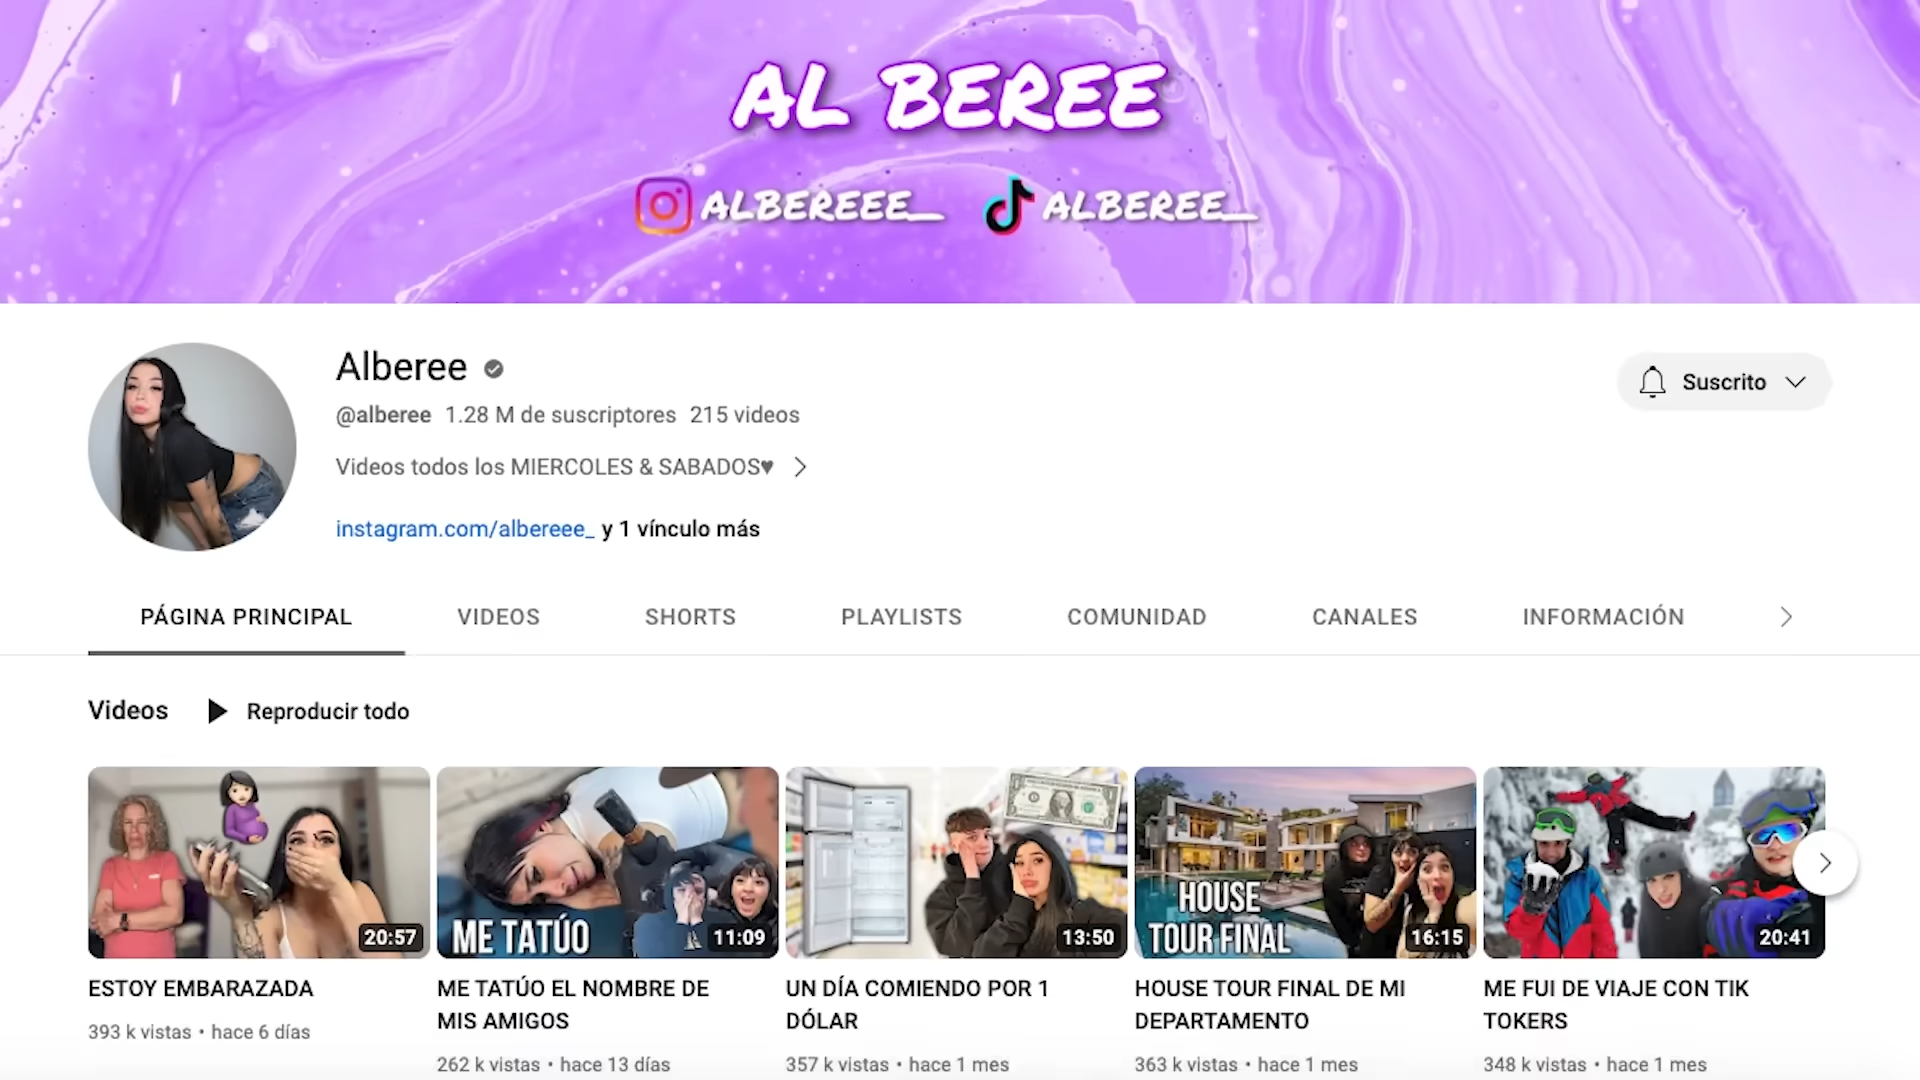 AL BEREE
ALBEREEE_ ALBEREE_
Alberee
@alberee 1.28 M de suscriptores 215 videos
Videos todos los MIERCOLES & SABADOS♥
instagram.com/albereee_ y 1 vínculo más
Suscrito
PÁGINA PRINCIPAL VIDEOS SHORTS PLAYLISTS COMUNIDAD CANALES INFORMACIÓN
Videos Reproducir todo
20:57
ME TATÚO 11:09
13:50
HOUSE
TOUR FINAL 16:15
20:41
ESTOY EMBARAZADA
393 k vistas • hace 6 días
ME TATÚO EL NOMBRE DE
MIS AMIGOS
262 k vistas • hace 13 días
UN DÍA COMIENDO POR 1
DÓLAR
357 k vistas • hace 1 mes
HOUSE TOUR FINAL DE MI
DEPARTAMENTO
363 k vistas • hace 1 mes
ME FUI DE VIAJE CON TIK
TOKERS
348 k vistas • hace 1 mes